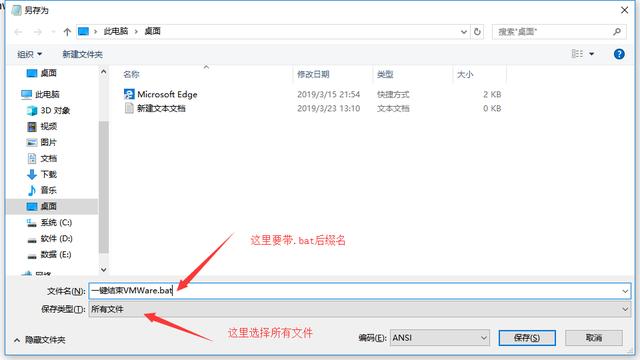 另存为
此电脑 > 桌面
搜索"桌面"
组织 新建文件夹
桌面
此电脑
3D 对象
视频
图片
文档
下载
音乐
桌面
系统 (C:)
软件 (D:)
数据 (E:)
网络
名称 修改日期 类型 大小
Microsoft Edge 2019/3/15 21:54 快捷方式 2 KB
新建文本文档 2019/3/23 13:10 文本文档 0 KB
这里要带.bat后缀名
文件名(N): 一键结束VMWare.bat
保存类型(T): 所有文件
这里选择所有文件
隐藏文件夹
编码(E): ANSI
保存(S)
取消